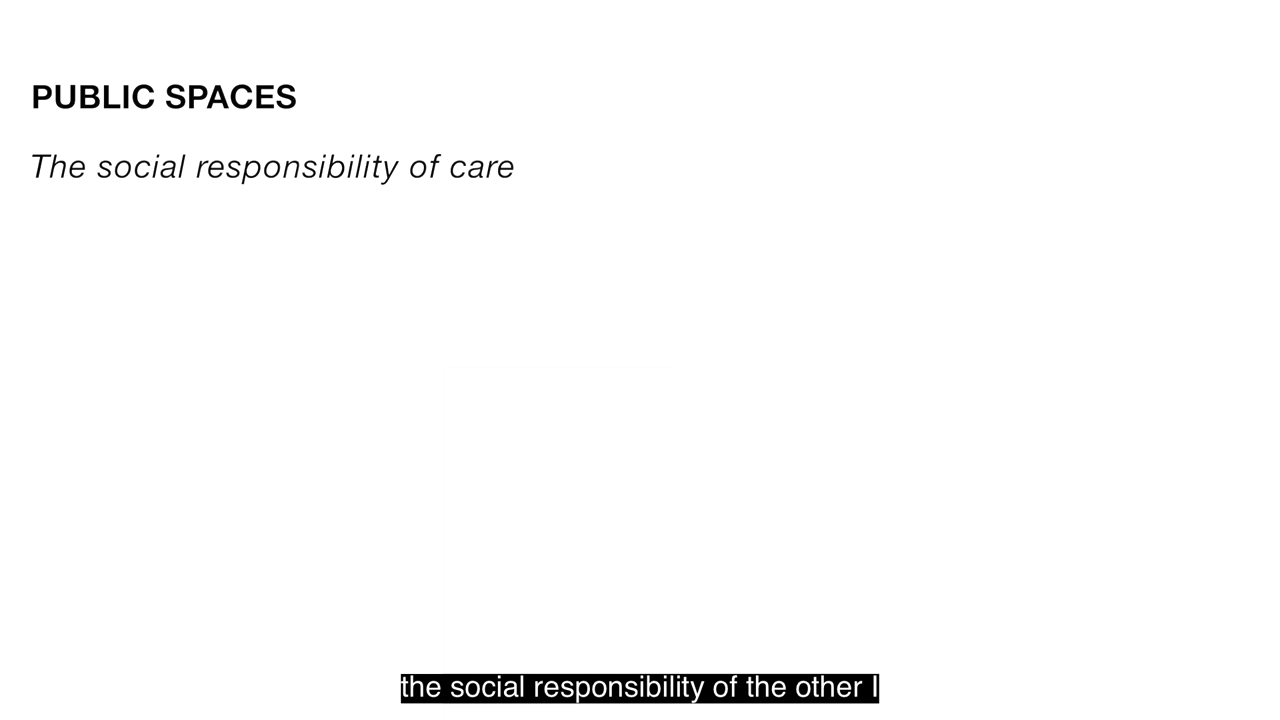 PUBLIC SPACES
The social responsibility of care
the social responsibility of the other I